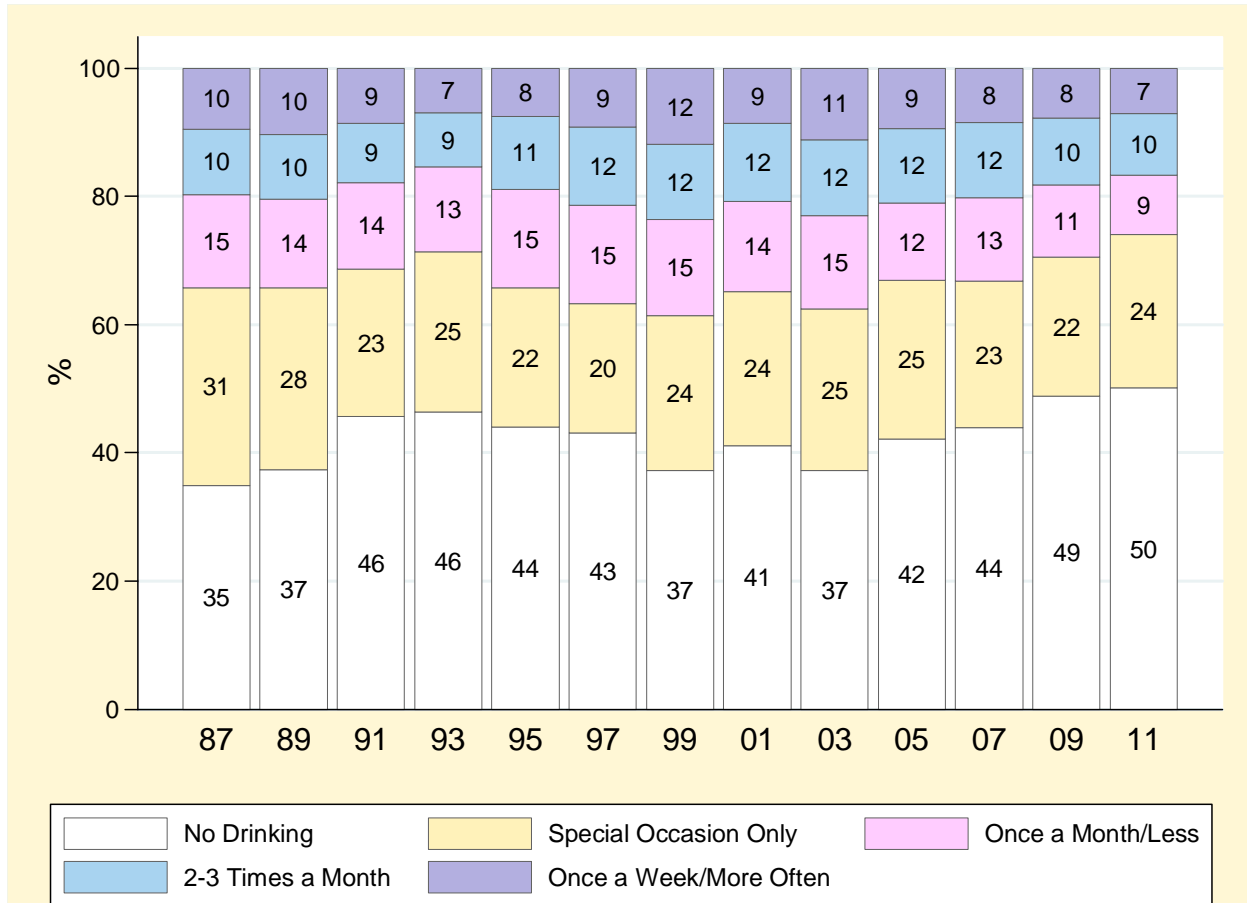 100
80
60
40
20
0
%
10 10 9 7 8 9 12 9 11 9 8 8 7
10 10 9 9 11 12 12 12 12 12 12 10 10
15 14 14 13 15 15 15 14 15 12 13 11 9
31 28 23 25 22 20 24 24 25 25 23 22 24
35 37 46 46 44 43 37 41 37 42 44 49 50
87 89 91 93 95 97 99 01 03 05 07 09 11
No Drinking Special Occasion Only Once a Month/Less
2-3 Times a Month Once a Week/More Often